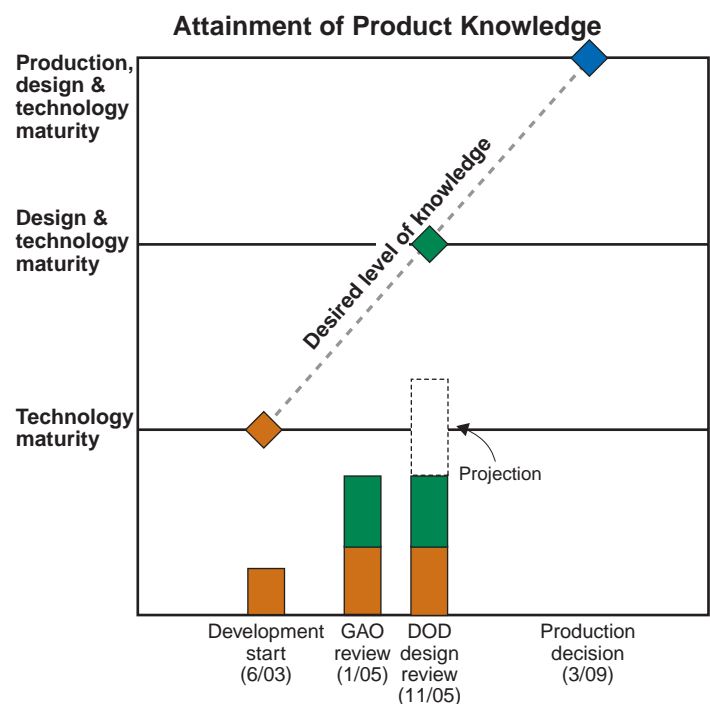 Attainment of Product Knowledge
Production,
design &
technology
maturity
Design &
technology
maturity
Technology
maturity
Desired level of knowledge
Projection
Development
start
(6/03)
GAO
review
(1/05)
DOD
design
review
(11/05)
Production
decision
(3/09)